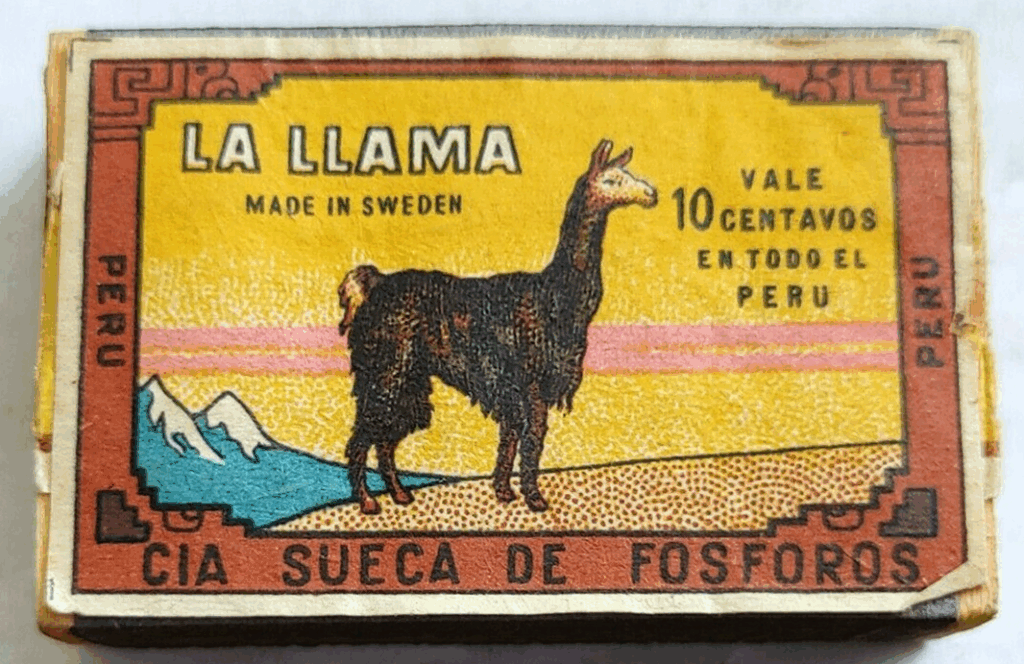 LA LLAMA
MADE IN SWEDEN
VALE
10 CENTAVOS
EN TODO EL
PERU
PERU
PERU
CIA SUECA DE FOSFOROS